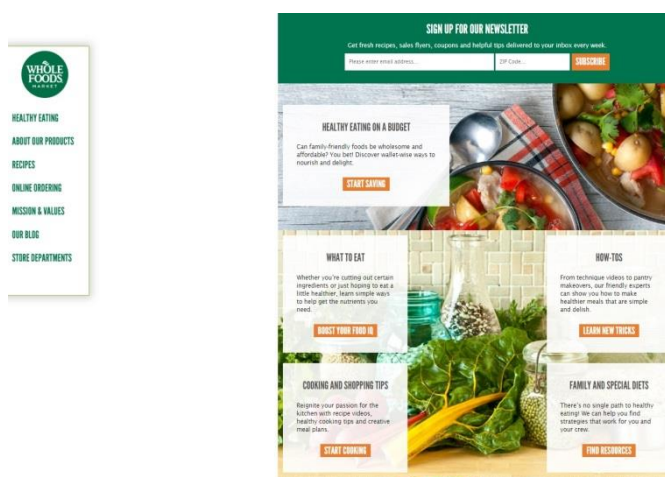 WHOLE
FOODS
MARKET
HEALTHY EATING
ABOUT OUR PRODUCTS
RECIPES
ONLINE ORDERING
MISSION & VALUES
OUR BLOG
STORE DEPARTMENTS
SIGN UP FOR OUR NEWSLETTER
Get fresh recipes, sales flyers, coupons and helpful tips delivered to your inbox every week.
Please enter email address... ZIP Code... SUBSCRIBE
HEALTHY EATING ON A BUDGET
Can family-friendly foods be wholesome and
affordable? You bet! Discover wallet-wise ways to
nourish and delight.
START SAVING
WHAT TO EAT
Whether you're cutting out certain
ingredients or just hoping to eat a
little healthier, learn simple ways
to help get the nutrients you
need.
BOOST YOUR FOOD IQ
HOW-TOS
From technique videos to pantry
makeovers, our friendly experts
can show you how to make
healthier meals that are simple
and delish.
LEARN NEW TRICKS
COOKING AND SHOPPING TIPS
Reignite your passion for the
kitchen with recipe videos,
healthy cooking tips and creative
meal plans.
START COOKING
FAMILY AND SPECIAL DIETS
There's no single path to healthy
eating! We can help you find
strategies that work for you and
your crew.
FIND RESOURCES